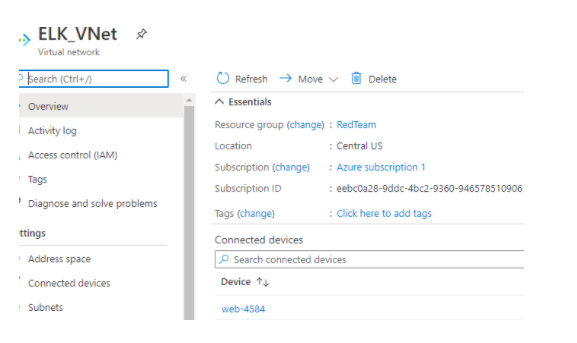 ELK_VNet
Virtual network
Search (Ctrl+/)
«
Overview
Activity log
Access control (IAM)
Tags
Diagnose and solve problems
ttings
Address space
Connected devices
Subnets
Refresh → Move Delete
Essentials
Resource group (change) : RedTeam
Location : Central US
Subscription (change) : Azure subscription 1
Subscription ID : eebc0a28-9ddc-4bc2-9360-946578510906
Tags (change) : Click here to add tags
Connected devices
Search connected devices
Device ↑↓
web-4584